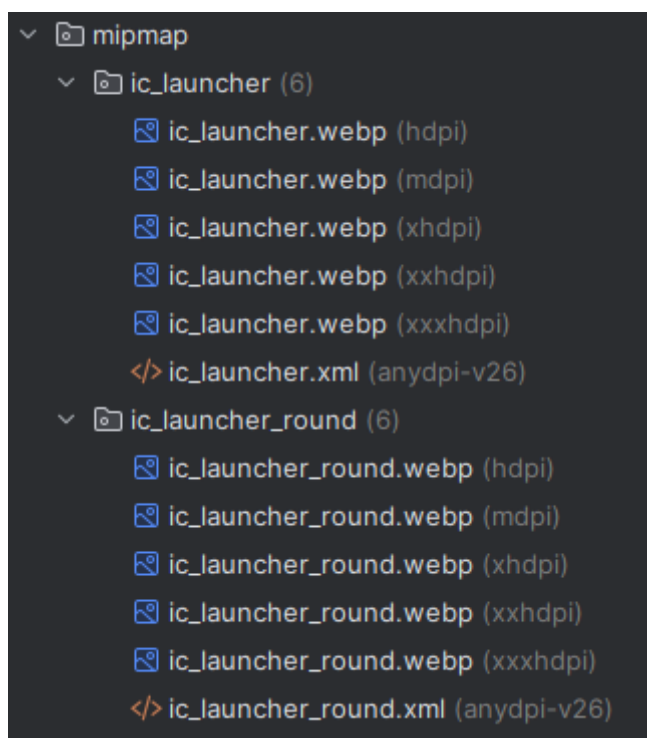 mipmap
ic_launcher (6)
ic_launcher.webp (hdpi)
ic_launcher.webp (mdpi)
ic_launcher.webp (xhdpi)
ic_launcher.webp (xxhdpi)
ic_launcher.webp (xxxhdpi)
</> ic_launcher.xml (anydpi-v26)
ic_launcher_round (6)
ic_launcher_round.webp (hdpi)
ic_launcher_round.webp (mdpi)
ic_launcher_round.webp (xhdpi)
ic_launcher_round.webp (xxhdpi)
ic_launcher_round.webp (xxxhdpi)
</> ic_launcher_round.xml (anydpi-v26)